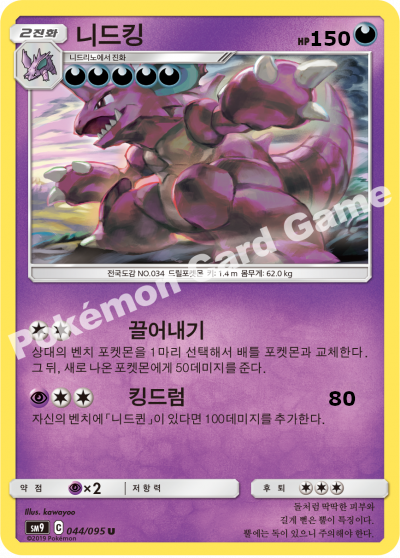 2진화
니드킹
HP 150
니드리노에서 진화
전국도감 NO.034 드릴포켓몬 키: 1.4 m 몸무게: 62.0 kg
Pokémon Card Game
끌어내기
상대의 벤치 포켓몬을 1마리 선택해서 배틀 포켓몬과 교체한다.
그 뒤, 새로 나온 포켓몬에게 50데미지를 준다.
킹드럼 80
자신의 벤치에 「니드퀸」이 있다면 100데미지를 추가한다.
약 점 ×2 저 항 력 후 퇴
Illus. kawayoo
SM9 C 044/095 U
©2019 Pokémon
돌처럼 딱딱한 피부와
길게 뻗은 뿔이 특징이다.
뿔에는 독이 있으니 주의해야 한다.